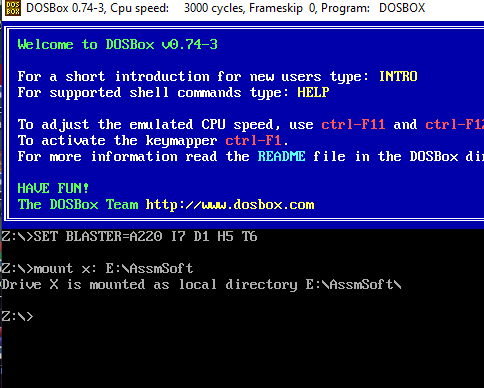 DOSBox 0.74-3, Cpu speed: 3000 cycles, Frameskip 0, Program: DOSBOX
Welcome to DOSBox v0.74-3
For a short introduction for new users type: INTRO
For supported shell commands type: HELP
To adjust the emulated CPU speed, use ctrl-F11 and ctrl-F12
To activate the keymapper ctrl-F1.
For more information read the README file in the DOSBox dir
HAVE FUN!
The DOSBox Team http://www.dosbox.com
Z:\>SET BLASTER=A220 I7 D1 H5 T6
Z:\>mount x: E:\AssmSoft
Drive X is mounted as local directory E:\AssmSoft\
Z:\>